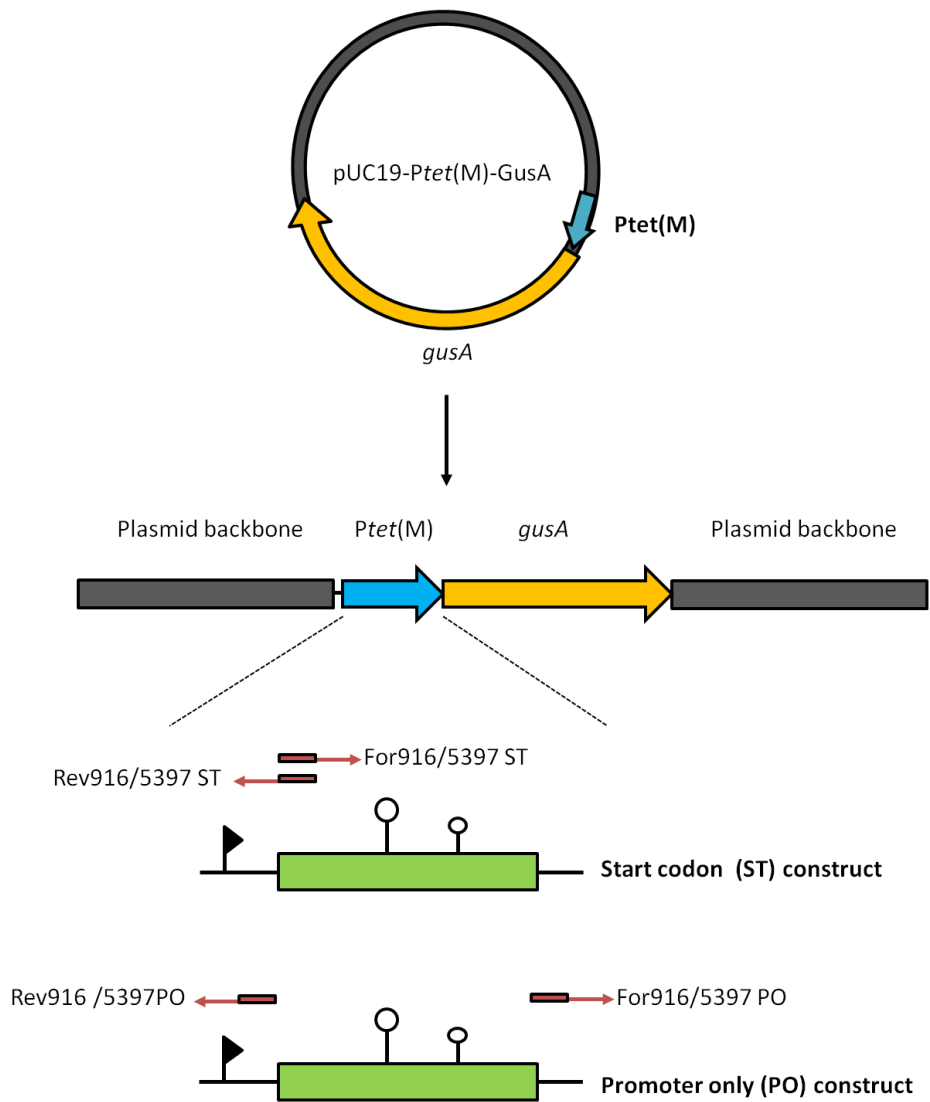 pUC19-Ptet(M)-GusA
Ptet(M)
gusA
Plasmid backbone
Ptet(M)
gusA
Plasmid backbone
For916/5397 ST
Rev916/5397 ST
Start codon (ST) construct
Rev916 /5397PO
For916/5397 PO
Promoter only (PO) construct